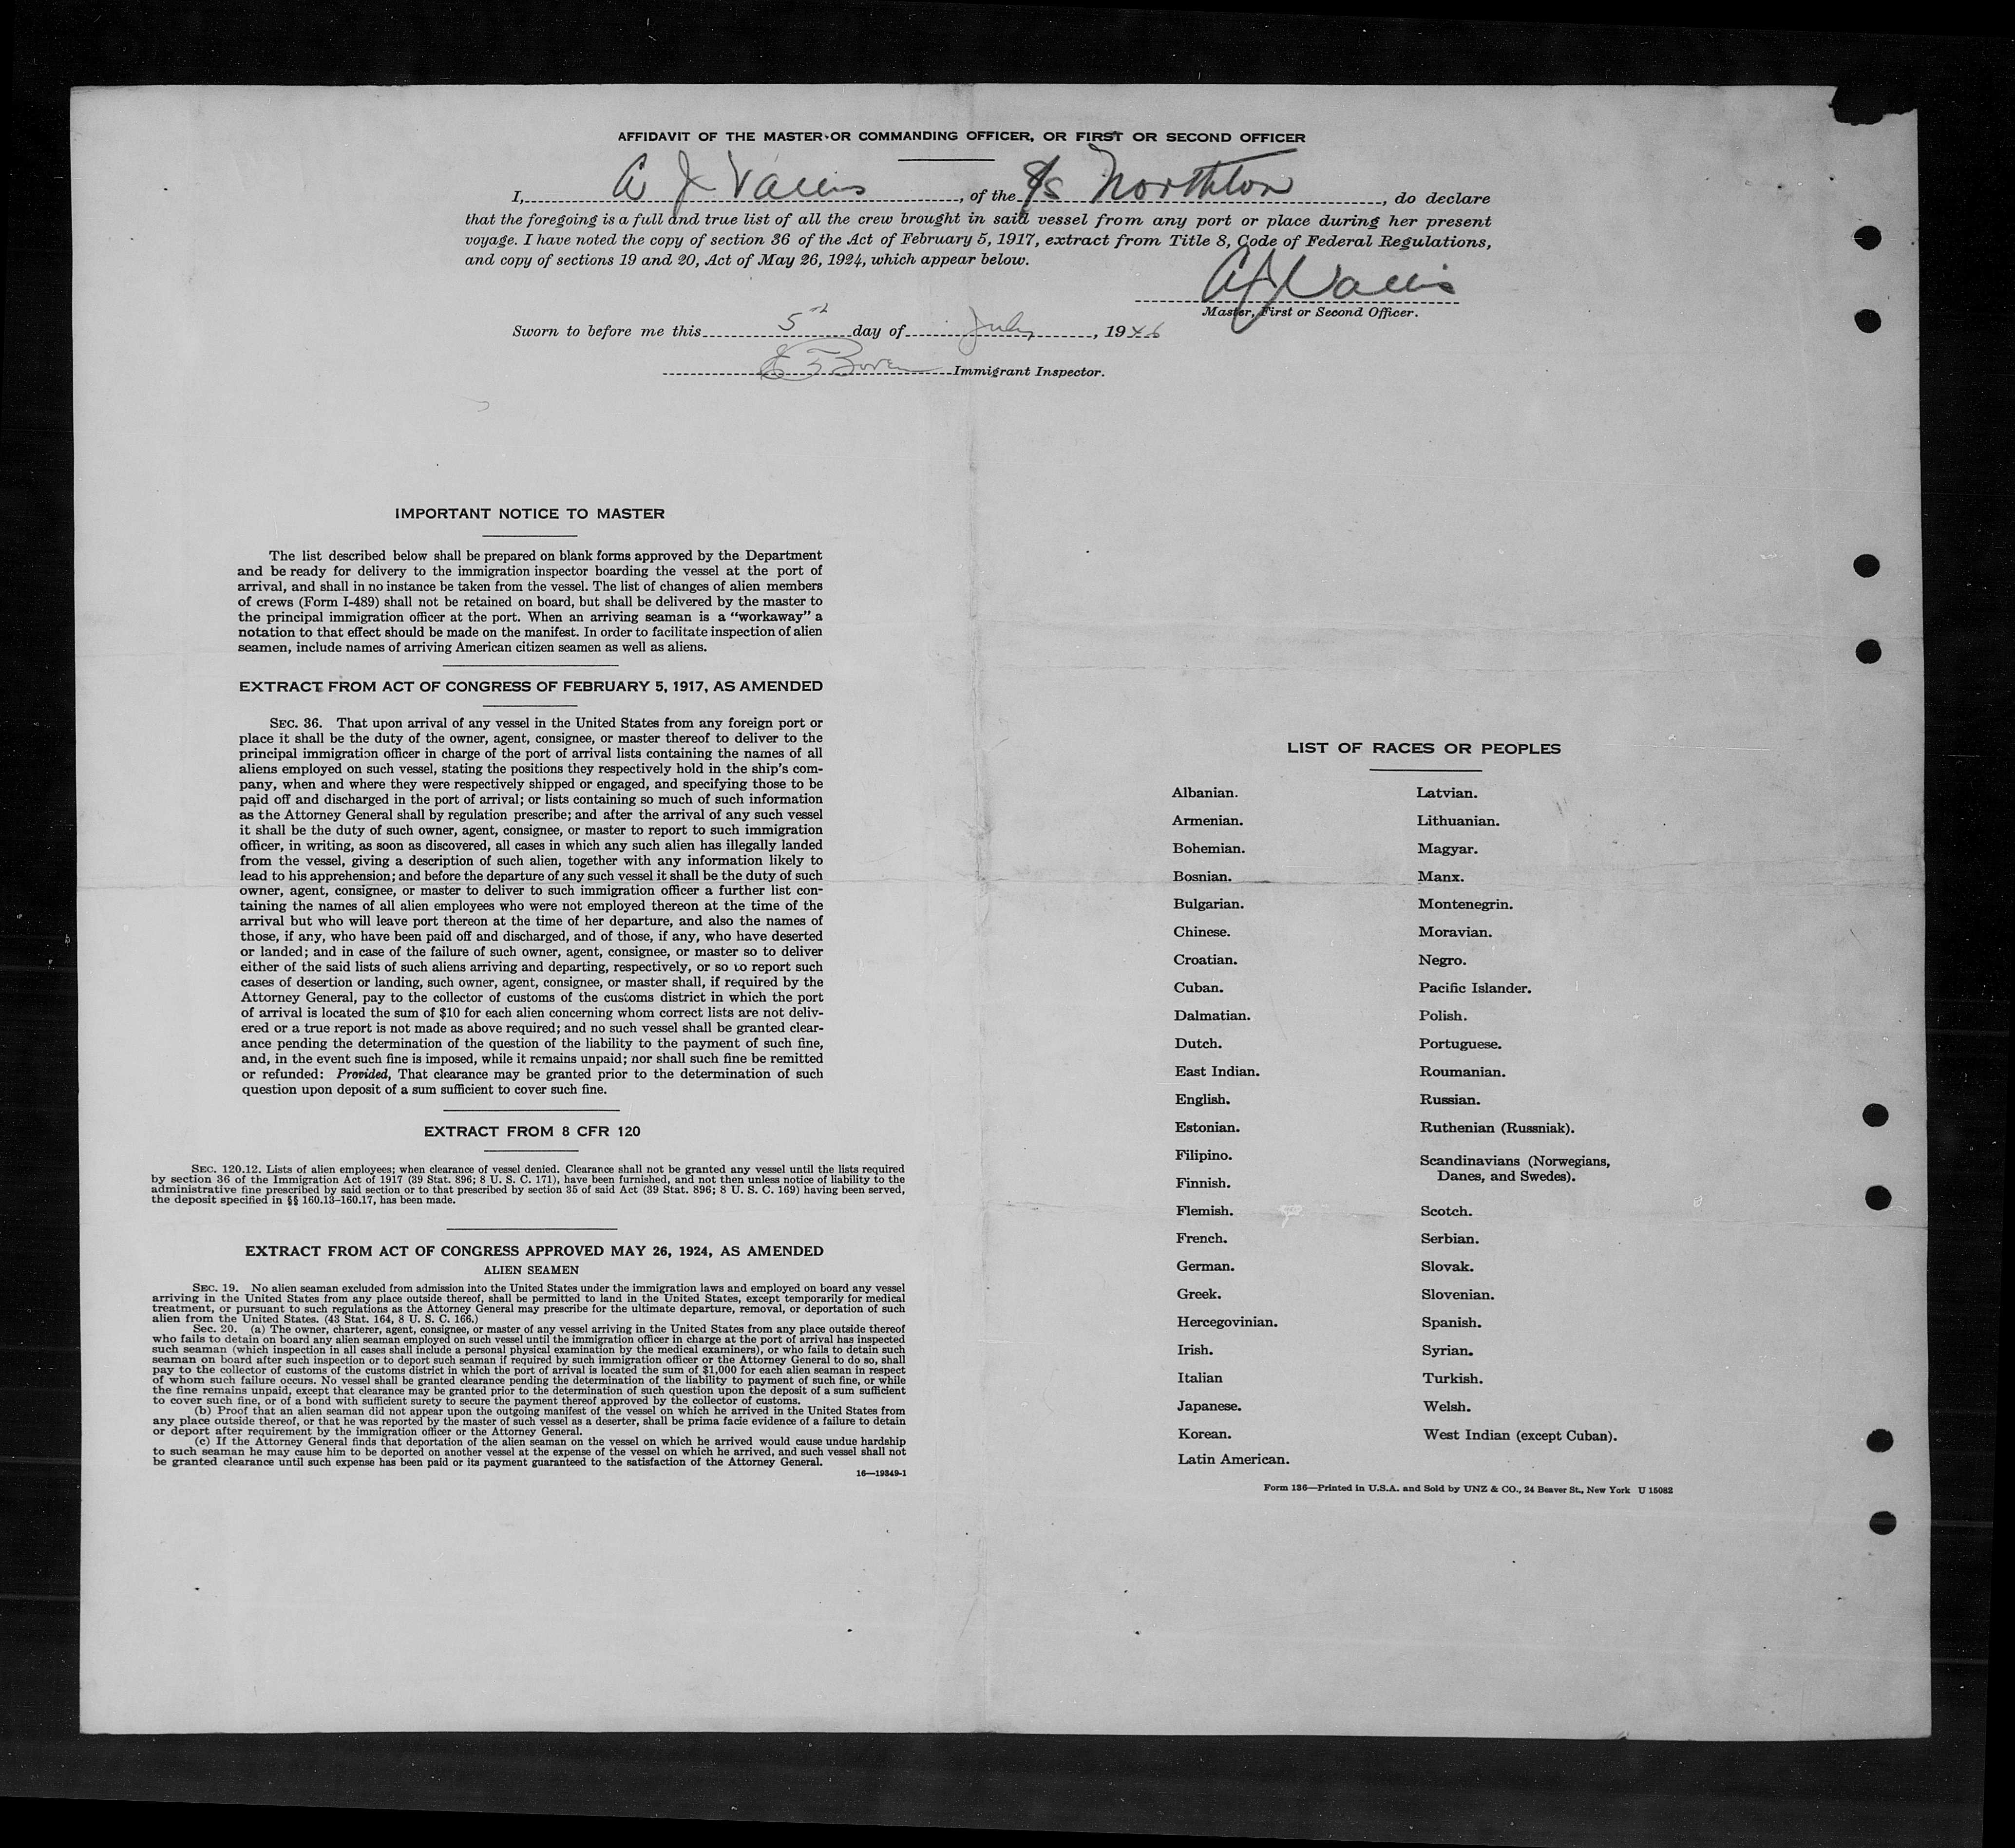 AFFIDAVIT OF THE MASTER OR COMMANDING OFFICER, OR FIRST OR SECOND OFFICER
I, A J Vallis, of the S/S Northton, do declare
that the foregoing is a full and true list of all the crew brought in said vessel from any port or place during her present
voyage. I have noted the copy of section 36 of the Act of February 5, 1917, extract from Title 8, Code of Federal Regulations,
and copy of sections 19 and 20, Act of May 26, 1924, which appear below.
AJ Vallis
Master, First or Second Officer.
Sworn to before me this 5th day of July, 1946
Immigrant Inspector.
IMPORTANT NOTICE TO MASTER
The list described below shall be prepared on blank forms approved by the Department
and be ready for delivery to the immigration inspector boarding the vessel at the port of
arrival, and shall in no instance be taken from the vessel. The list of changes of alien members
of crews (Form I-489) shall not be retained on board, but shall be delivered by the master to
the principal immigration officer at the port. When an arriving seaman is a “workaway” a
notation to that effect should be made on the manifest. In order to facilitate inspection of alien
seamen, include names of arriving American citizen seamen as well as aliens.
EXTRACT FROM ACT OF CONGRESS OF FEBRUARY 5, 1917, AS AMENDED
SEC. 36. That upon arrival of any vessel in the United States from any foreign port or
place it shall be the duty of the owner, agent, consignee, or master thereof to deliver to the
principal immigration officer in charge of the port of arrival lists containing the names of all
aliens employed on such vessel, stating the positions they respectively hold in the ship's com-
pany, when and where they were respectively shipped or engaged, and specifying those to be
paid off and discharged in the port of arrival; or lists containing so much of such information
as the Attorney General shall by regulation prescribe; and after the arrival of any such vessel
it shall be the duty of such owner, agent, consignee, or master to report to such immigration
officer, in writing, as soon as discovered, all cases in which any such alien has illegally landed
from the vessel, giving a description of such alien, together with any information likely to
lead to his apprehension; and before the departure of any such vessel it shall be the duty of such
owner, agent, consignee, or master to deliver to such immigration officer a further list con-
taining the names of all alien employees who were not employed thereon at the time of the
arrival but who will leave port thereon at the time of her departure, and also the names of
those, if any, who have been paid off and discharged, and of those, if any, who have deserted
or landed; and in case of the failure of such owner, agent, consignee, or master so to deliver
either of the said lists of such aliens arriving and departing, respectively, or so to report such
cases of desertion or landing, such owner, agent, consignee, or master shall, if required by the
Attorney General, pay to the collector of customs of the customs district in which the port
of arrival is located the sum of $10 for each alien concerning whom correct lists are not deliv-
ered or a true report is not made as above required; and no such vessel shall be granted clear-
ance pending the determination of the question of the liability to the payment of such fine,
and, in the event such fine is imposed, while it remains unpaid; nor shall such fine be remitted
or refunded: Provided, That clearance may be granted prior to the determination of such
question upon deposit of a sum sufficient to cover such fine.
EXTRACT FROM 8 CFR 120
SEC. 120.12. Lists of alien employees; when clearance of vessel denied. Clearance shall not be granted any vessel until the lists required
by section 36 of the Immigration Act of 1917 (39 Stat. 896; 8 U. S. C. 171), have been furnished, and not then unless notice of liability to the
administrative fine prescribed by said section or to that prescribed by section 35 of said Act (39 Stat. 896; 8 U. S. C. 169) having been served,
the deposit specified in §§ 160.13–160.17, has been made.
EXTRACT FROM ACT OF CONGRESS APPROVED MAY 26, 1924, AS AMENDED
ALIEN SEAMEN
SEC. 19. No alien seaman excluded from admission into the United States under the immigration laws and employed on board any vessel
arriving in the United States from any place outside thereof, shall be permitted to land in the United States, except temporarily for medical
treatment, or pursuant to such regulations as the Attorney General may prescribe for the ultimate departure, removal, or deportation of such
alien from the United States. (43 Stat. 164, 8 U. S. C. 166.)
Sec. 20. (a) The owner, charterer, agent, consignee, or master of any vessel arriving in the United States from any place outside thereof
who fails to detain on board any alien seaman employed on such vessel until the immigration officer in charge at the port of arrival has inspected
such seaman (which inspection in all cases shall include a personal physical examination by the medical examiners), or who fails to detain such
seaman on board after such inspection or to deport such seaman if required by such immigration officer or the Attorney General to do so, shall
pay to the collector of customs of the customs district in which the port of arrival is located the sum of $1,000 for each alien seaman in respect
of whom such failure occurs. No vessel shall be granted clearance pending the determination of the liability to payment of such fine, or while
the fine remains unpaid, except that clearance may be granted prior to the determination of such question upon the deposit of a sum sufficient
to cover such fine, or of a bond with sufficient surety to secure the payment thereof approved by the collector of customs.
(b) Proof that an alien seaman did not appear upon the outgoing manifest of the vessel on which he arrived in the United States from
any place outside thereof, or that he was reported by the master of such vessel as a deserter, shall be prima facie evidence of a failure to detain
or deport after requirement by the immigration officer or the Attorney General.
(c) If the Attorney General finds that deportation of the alien seaman on the vessel on which he arrived would cause undue hardship
to such seaman he may cause him to be deported on another vessel at the expense of the vessel on which he arrived, and such vessel shall not
be granted clearance until such expense has been paid or its payment guaranteed to the satisfaction of the Attorney General.
16—19349-1
LIST OF RACES OR PEOPLES
Albanian.
Armenian.
Bohemian.
Bosnian.
Bulgarian.
Chinese.
Croatian.
Cuban.
Dalmatian.
Dutch.
East Indian.
English.
Estonian.
Filipino.
Finnish.
Flemish.
French.
German.
Greek.
Hercegovinian.
Irish.
Italian
Japanese.
Korean.
Latin American.
Latvian.
Lithuanian.
Magyar.
Manx.
Montenegrin.
Moravian.
Negro.
Pacific Islander.
Polish.
Portuguese.
Roumanian.
Russian.
Ruthenian (Russniak).
Scandinavians (Norwegians,
Danes, and Swedes).
Scotch.
Serbian.
Slovak.
Slovenian.
Spanish.
Syrian.
Turkish.
Welsh.
West Indian (except Cuban).
Form 136—Printed in U.S.A. and Sold by UNZ & CO., 24 Beaver St., New York U 15082